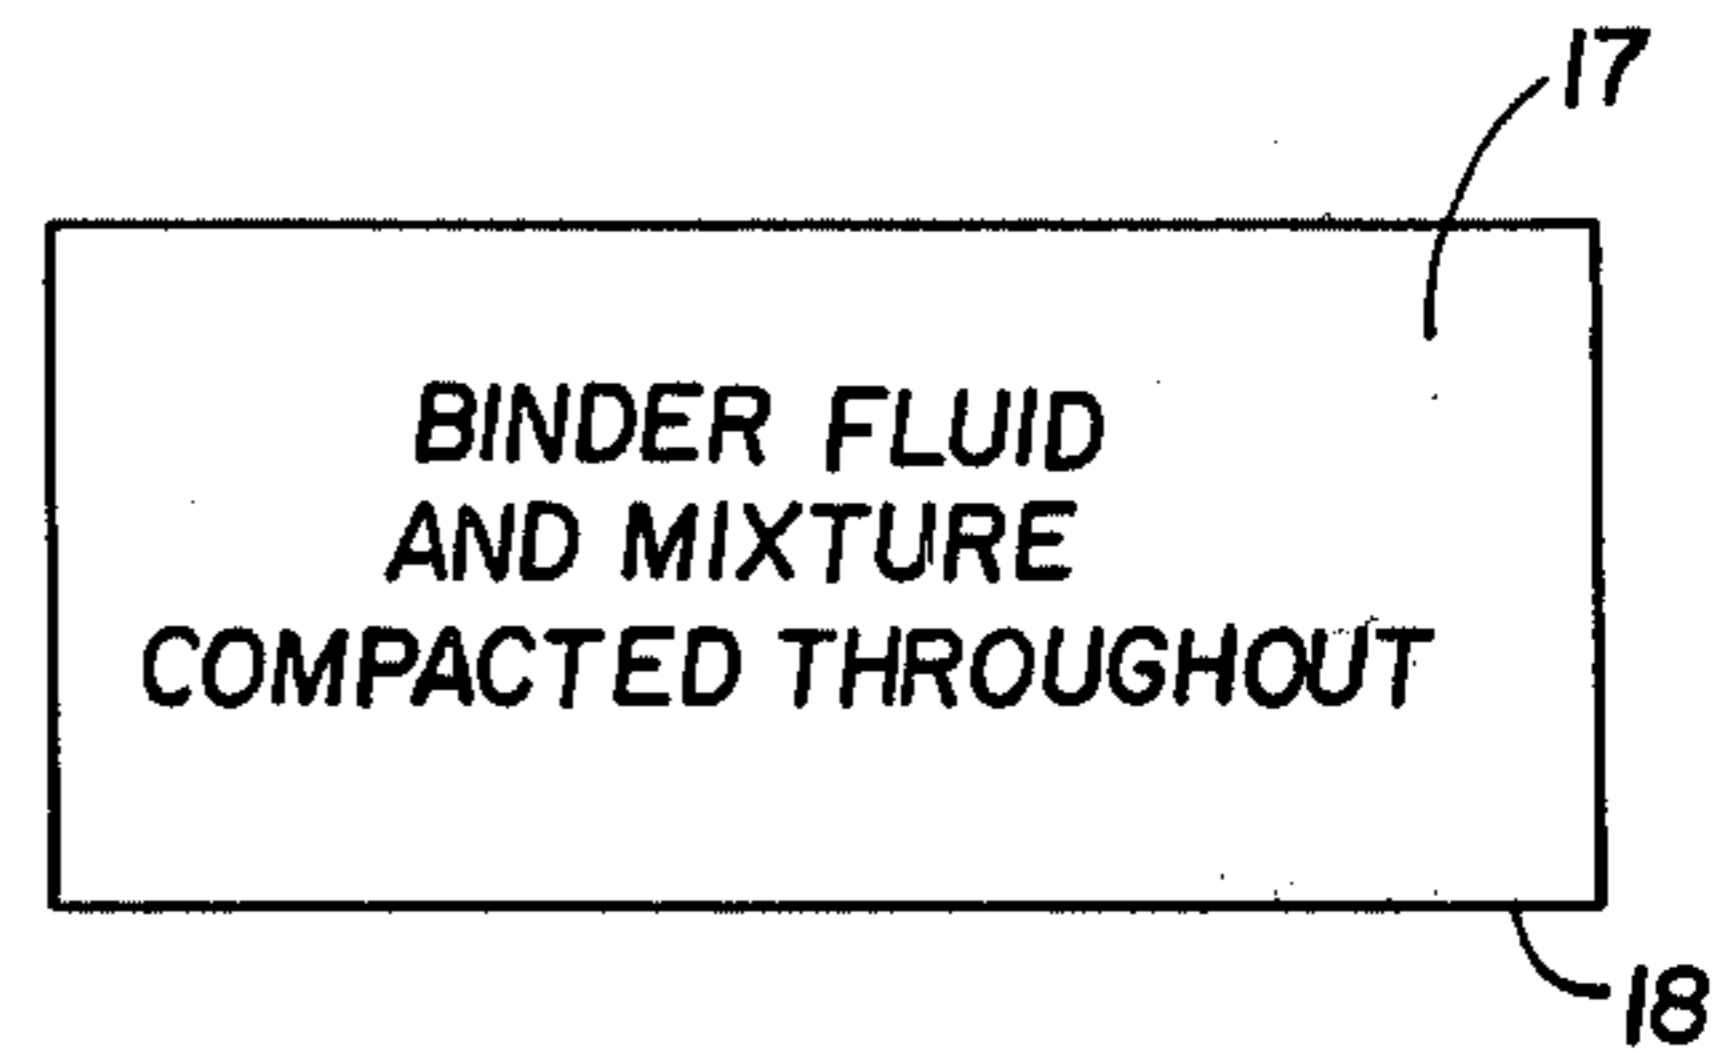 17
BINDER FLUID
AND MIXTURE
COMPACTED THROUGHOUT
18